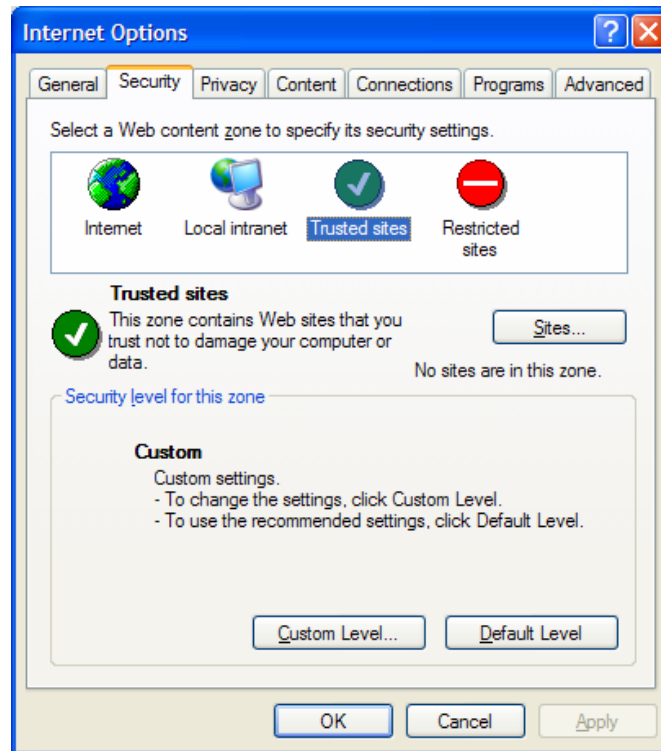 Internet Options
General Security Privacy Content Connections Programs Advanced
Select a Web content zone to specify its security settings.
Internet Local intranet Trusted sites Restricted
sites
Trusted sites
This zone contains Web sites that you
trust not to damage your computer or
data.
Sites...
No sites are in this zone.
Security level for this zone
Custom
Custom settings.
- To change the settings, click Custom Level.
- To use the recommended settings, click Default Level.
Custom Level... Default Level
OK Cancel Apply